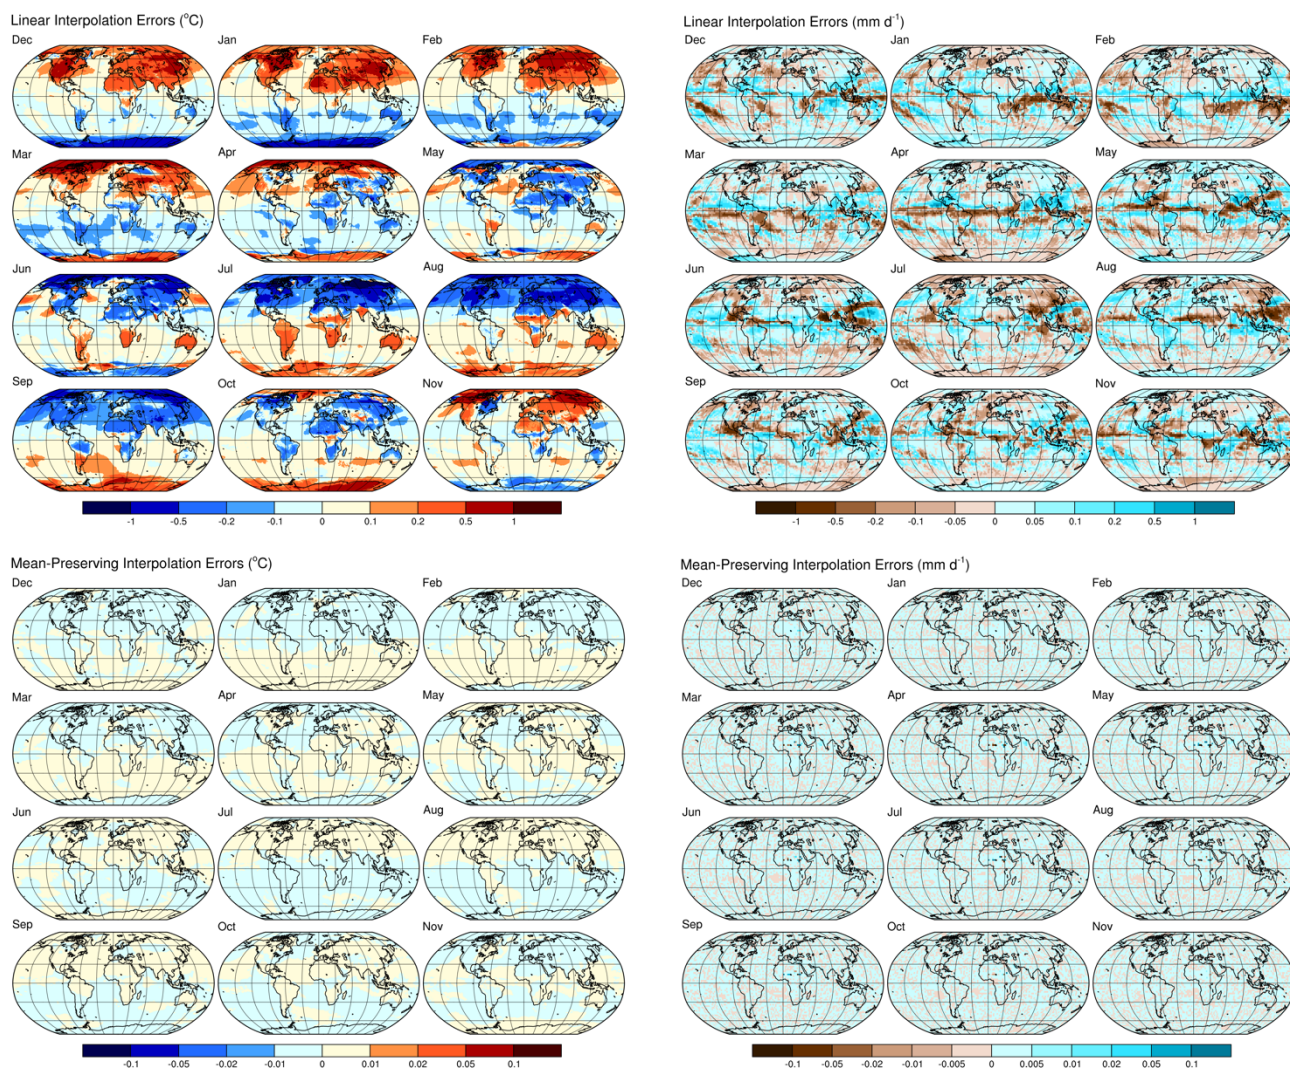 Linear Interpolation Errors (°C)
Dec Jan Feb
Mar Apr May
Jun Jul Aug
Sep Oct Nov
-1 -0.5 -0.2 -0.1 0 0.1 0.2 0.5 1
Linear Interpolation Errors (mm d⁻¹)
Dec Jan Feb
Mar Apr May
Jun Jul Aug
Sep Oct Nov
-1 -0.5 -0.2 -0.1 -0.05 0 0.005 0.1 0.2 0.5 1
Mean-Preserving Interpolation Errors (°C)
Dec Jan Feb
Mar Apr May
Jun Jul Aug
Sep Oct Nov
-0.1 -0.05 -0.02 -0.01 0 0.01 0.02 0.05 0.1
Mean-Preserving Interpolation Errors (mm d⁻¹)
Dec Jan Feb
Mar Apr May
Jun Jul Aug
Sep Oct Nov
-0.1 -0.05 -0.02 -0.01 -0.005 0 0.005 0.01 0.02 0.05 0.1